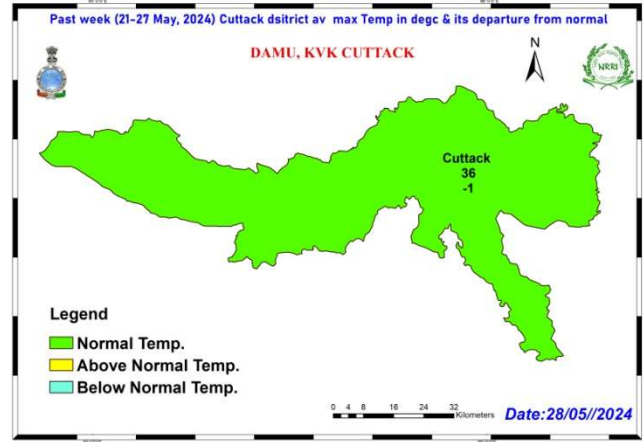 Past week (21-27 May, 2024) Cuttack dsitrict av max Temp in degc & its departure from normal
DAMU, KVK CUTTACK
N
NRRI
Cuttack
36
-1
Legend
Normal Temp.
Above Normal Temp.
Below Normal Temp.
0 4 8 16 24 32
Kilometers
Date:28/05//2024